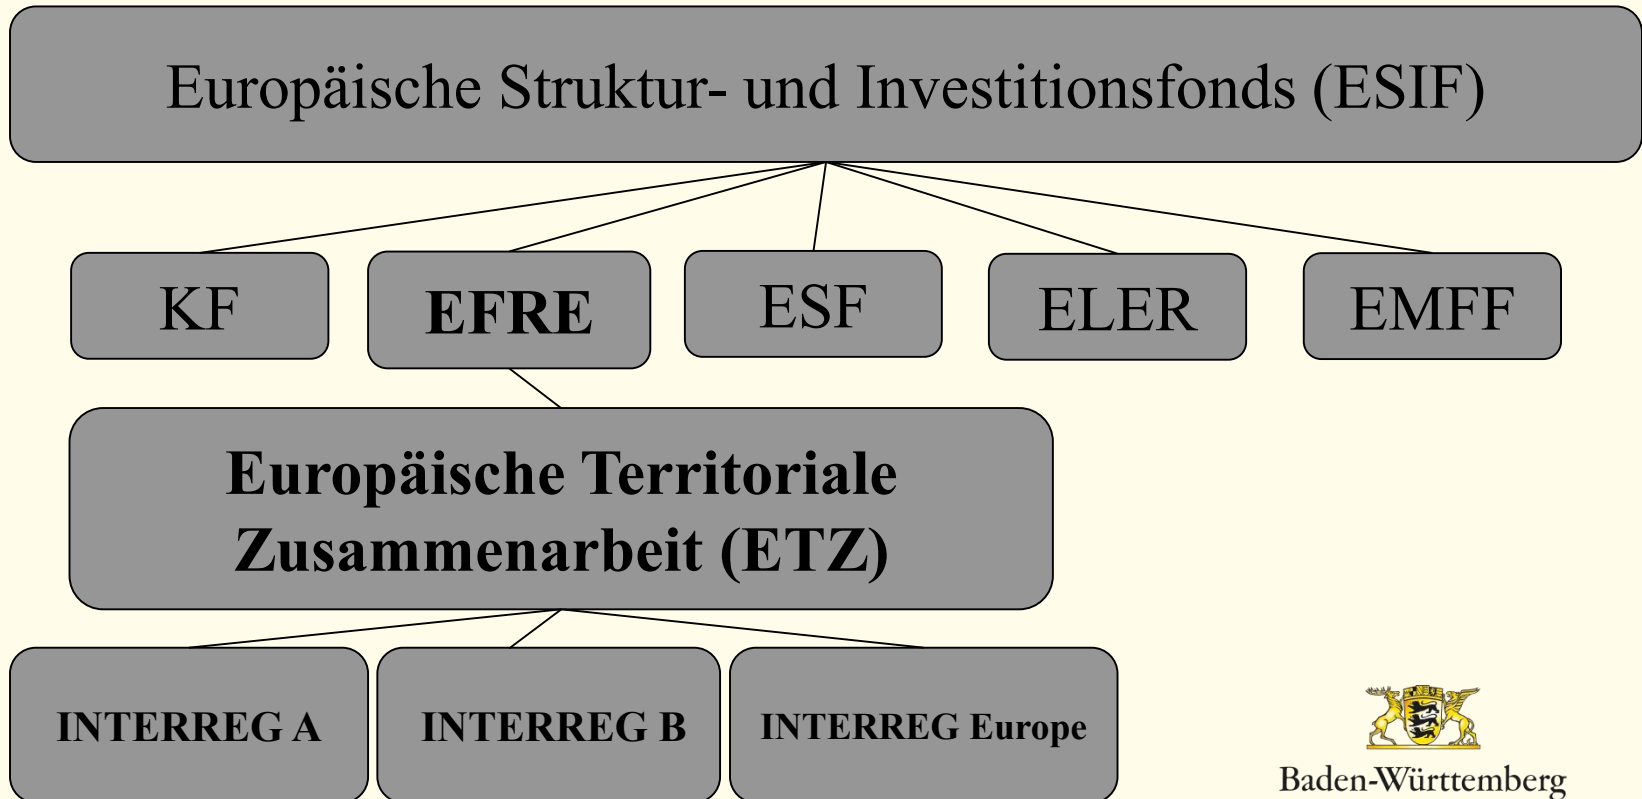 Europäische Struktur- und Investitionsfonds (ESIF)
KF
EFRE
ESF
ELER
EMFF
Europäische Territoriale
Zusammenarbeit (ETZ)
INTERREG A
INTERREG B
INTERREG Europe
Baden-Württemberg